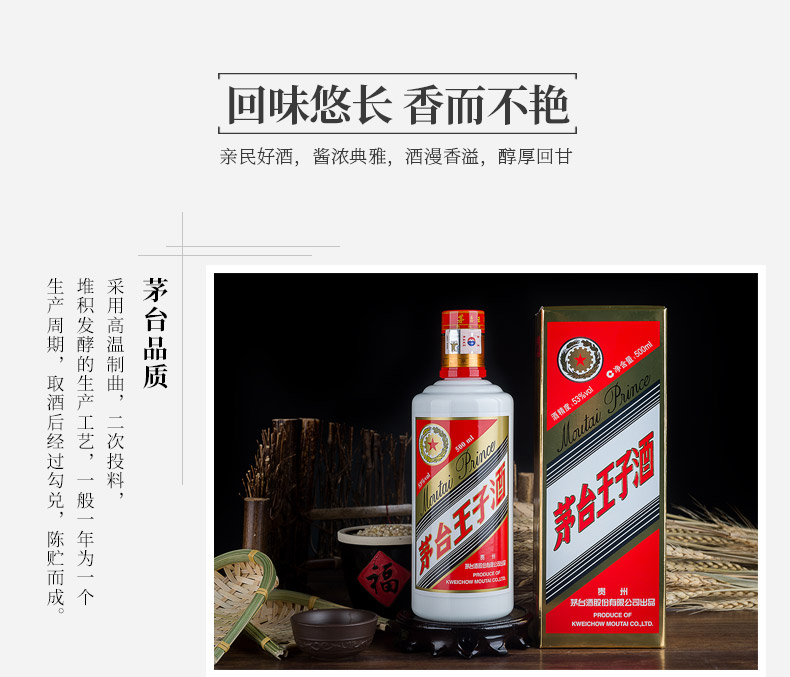 回味悠长 香而不艳
亲民好酒，酱浓典雅，酒漫香溢，醇厚回甘
茅台品质
采用高温制曲，二次投料，
堆积发酵的生产工艺，一般一年为一个
生产周期，取酒后经过勾兑，陈贮而成。
500 ml
53%vol
Moutai Prince
茅台王子酒
贵 州
茅台酒股份有限公司出品
PRODUCE OF
KWEICHOW MOUTAI CO.,LTD.
福
净含量：500ml
酒精度：53%vol
Moutai Prince
茅台王子酒
贵 州
茅台酒股份有限公司出品
PRODUCE OF
KWEICHOW MOUTAI CO.,LTD.